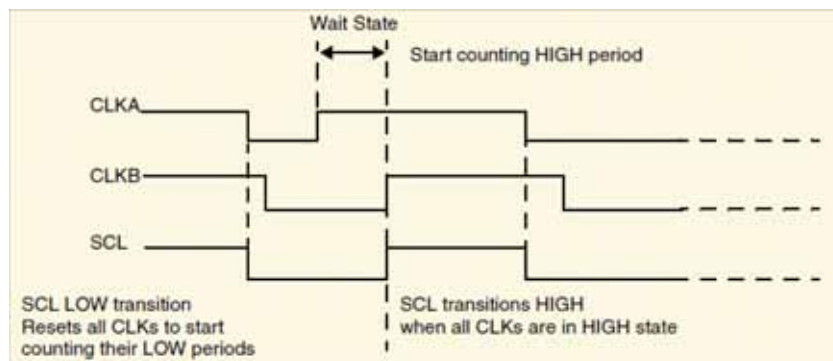 Wait State
Start counting HIGH period
CLKA
CLKB
SCL
SCL LOW transition
Resets all CLKs to start
counting their LOW periods
SCL transitions HIGH
when all CLKs are in HIGH state